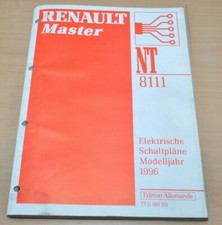 RENAULT
Master
NT
8111
Elektrische
Schaltpläne
Modelljahr
1996
Edition Allemande